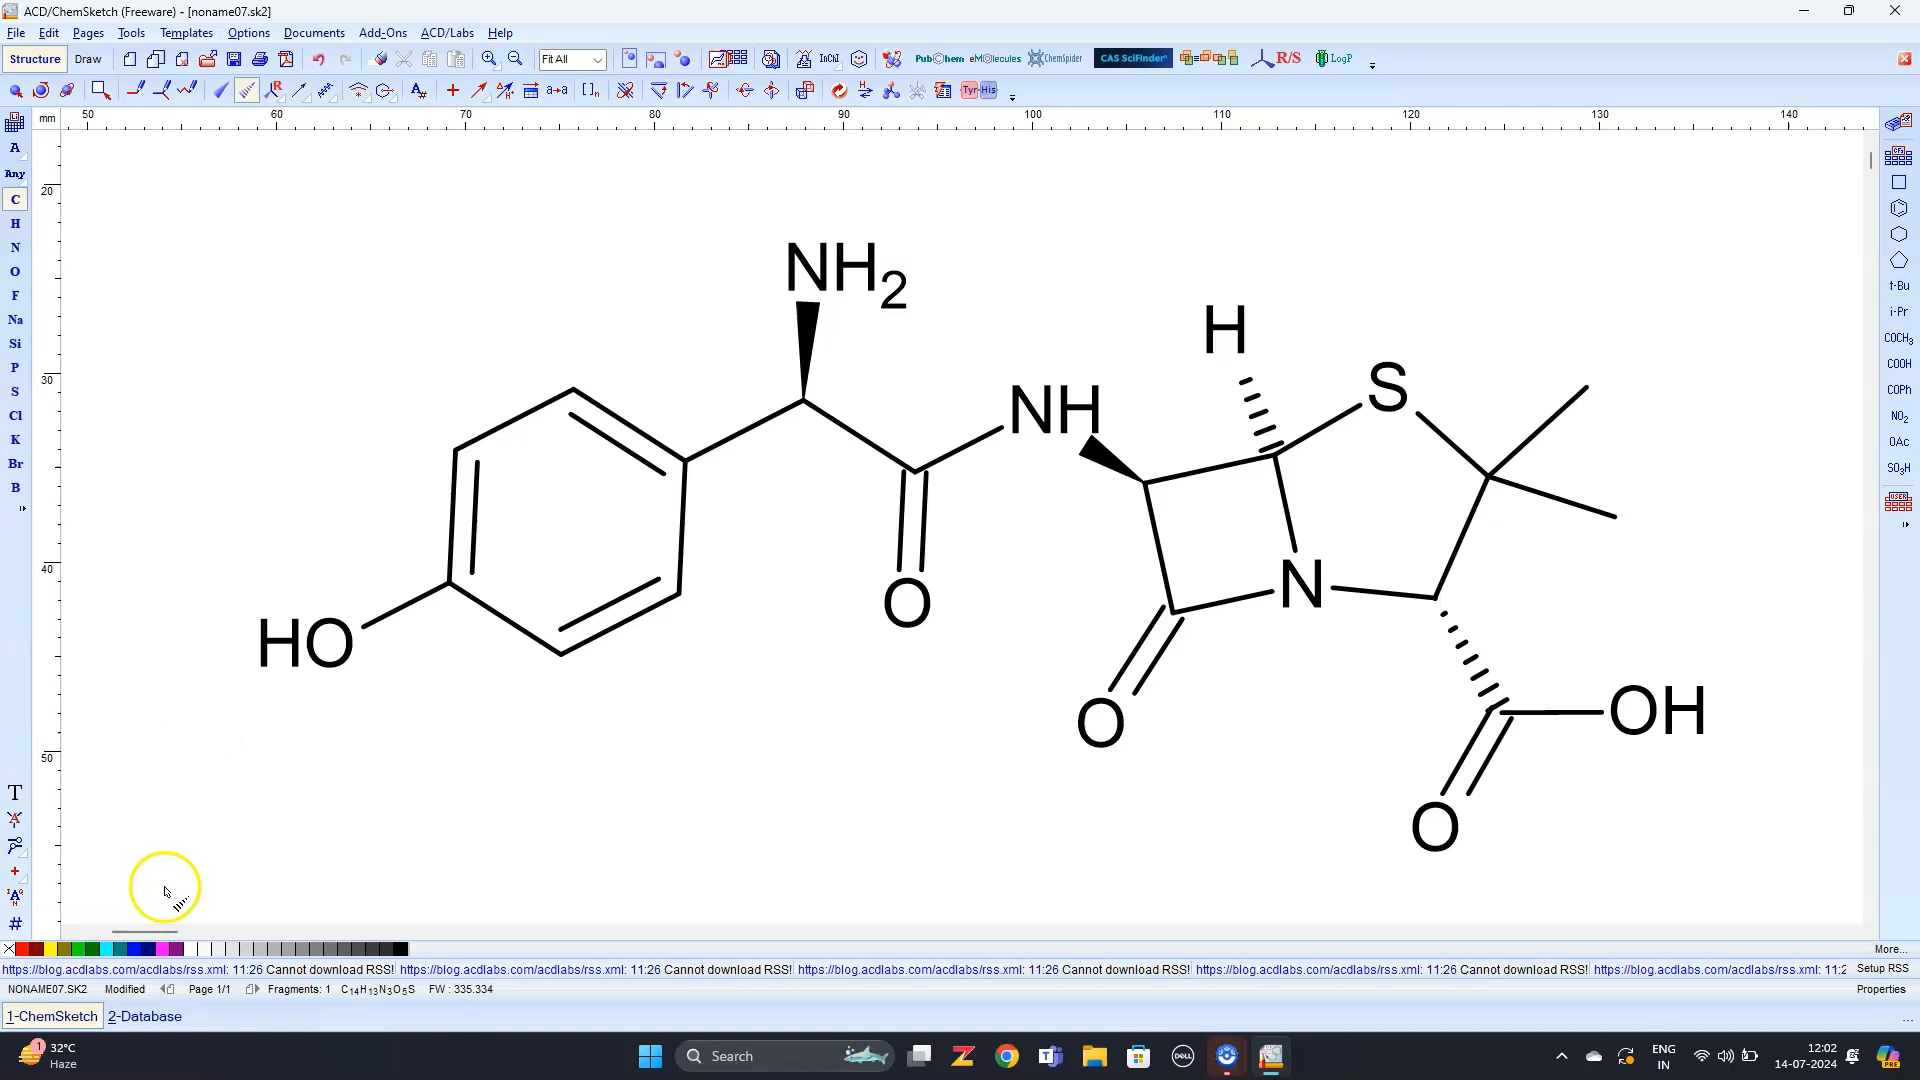 ACD/ChemSketch (Freeware) - [noname07.sk2]
File Edit Pages Tools Templates Options Documents Add-Ons ACD/Labs Help
Structure Draw Fit All InChI PubChem eMolecules ChemSpider CAS SciFinder R/S LogP
Tyr His
mm 50 60 70 80 90 100 110 120 130 140
A
Any
C
H
N
O
F
Na
Si
P
S
Cl
K
Br
B
T
#
20
30
40
50
NH2
H
S
NH
N
O
HO
O
OH
O
t-Bu
i-Pr
COCH3
COOH
COPh
NO2
OAc
SO3H
USER
More...
https://blog.acdlabs.com/acdlabs/rss.xml: 11:26 Cannot download RSS! https://blog.acdlabs.com/acdlabs/rss.xml: 11:26 Cannot download RSS! https://blog.acdlabs.com/acdlabs/rss.xml: 11:26 Cannot download RSS! https://blog.acdlabs.com/acdlabs/rss.xml: 11:26 Cannot download RSS! https://blog.acdlabs.com/acdlabs/rss.xml: 11:2 Setup RSS
NONAME07.SK2 Modified Page 1/1 Fragments: 1 C14H13N3O5S FW : 335.334 Properties
1-ChemSketch 2-Database
32°C
Haze
Search
DELL
ENG
IN
12:02
14-07-2024
PRE